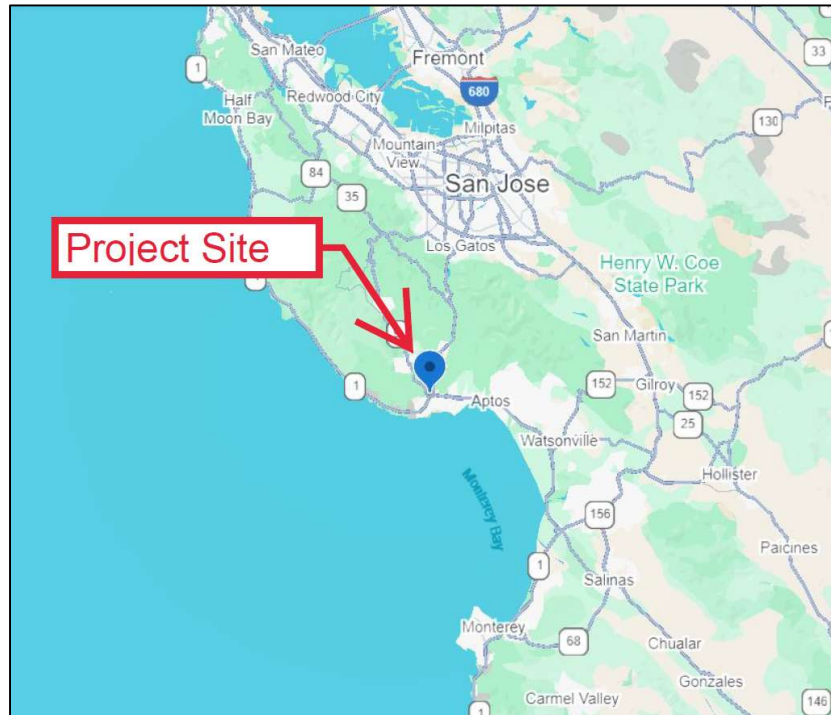 San Mateo
Fremont
1
33
Redwood City
680
Half
Moon Bay
Milpitas
130
Mountain
View
San Jose
84
35
Project Site
Los Gatos
Henry W. Coe
State Park
San Martin
1
Aptos
152
Gilroy
152
25
Watsonville
Hollister
Monterey Bay
156
Paicines
1
Salinas
Monterey
68
Chualar
Gonzales
Carmel Valley
146
1